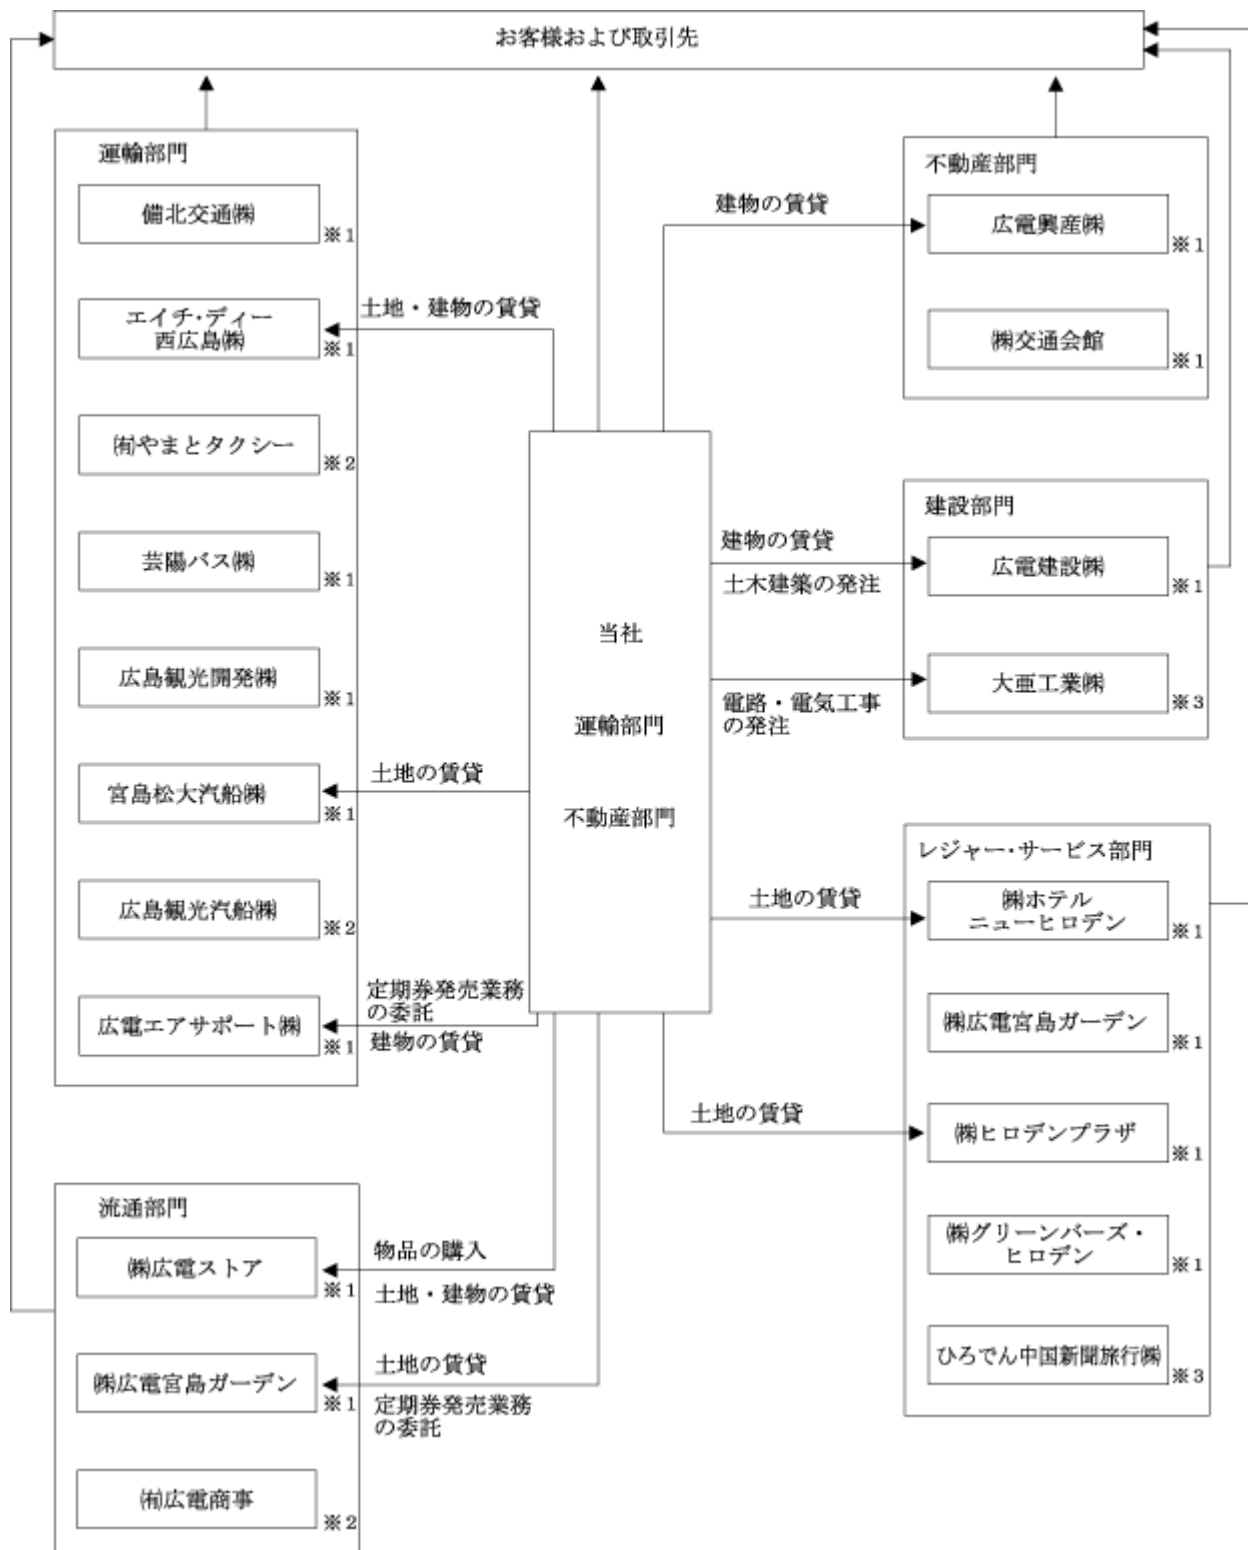 お客様および取引先
運輸部門
備北交通㈱
※1
エイチ・ディー
西広島㈱
※1
㈲やまとタクシー
※2
芸陽バス㈱
※1
広島観光開発㈱
※1
宮島松大汽船㈱
※1
広島観光汽船㈱
※2
広電エアサポート㈱
※1
流通部門
㈱広電ストア
※1
㈱広電宮島ガーデン
※1
㈲広電商事
※2
土地・建物の賃貸
土地の賃貸
定期券発売業務
の委託
建物の賃貸
物品の購入
土地・建物の賃貸
土地の賃貸
定期券発売業務
の委託
当社
運輸部門
不動産部門
建物の賃貸
建物の賃貸
土木建築の発注
電路・電気工事
の発注
土地の賃貸
土地の賃貸
不動産部門
広電興産㈱
※1
㈱交通会館
※1
建設部門
広電建設㈱
※1
大亜工業㈱
※3
レジャー・サービス部門
㈱ホテル
ニューヒロデン
※1
㈱広電宮島ガーデン
※1
㈱ヒロデンプラザ
※1
㈱グリーンバーズ・
ヒロデン
※1
ひろでん中国新聞旅行㈱
※3